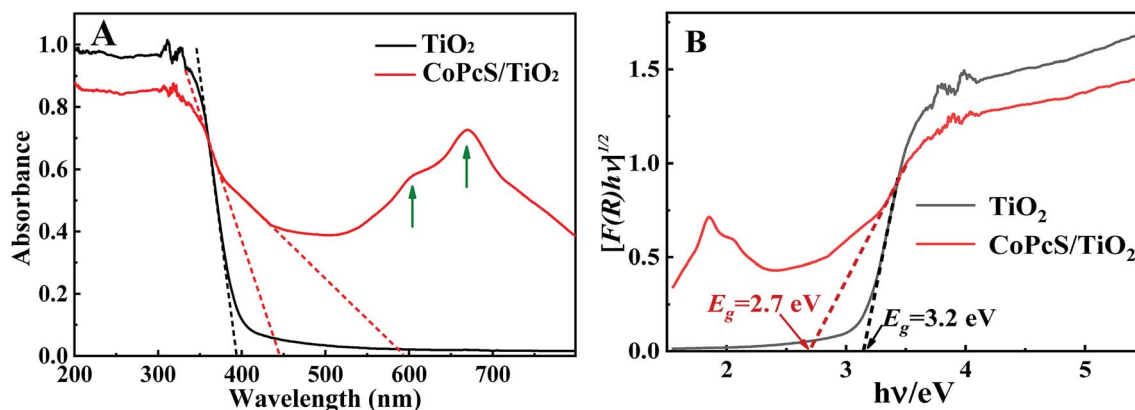 A
TiO₂
CoPcS/TiO₂
1.0
0.8
0.6
0.4
0.2
0.0
Absorbance
200 300 400 500 600 700
Wavelength (nm)
B
[F(R)hν]^1/2
1.5
1.0
0.5
0.0
TiO₂
CoPcS/TiO₂
E_g=2.7 eV
E_g=3.2 eV
2 3 4 5
hν/eV